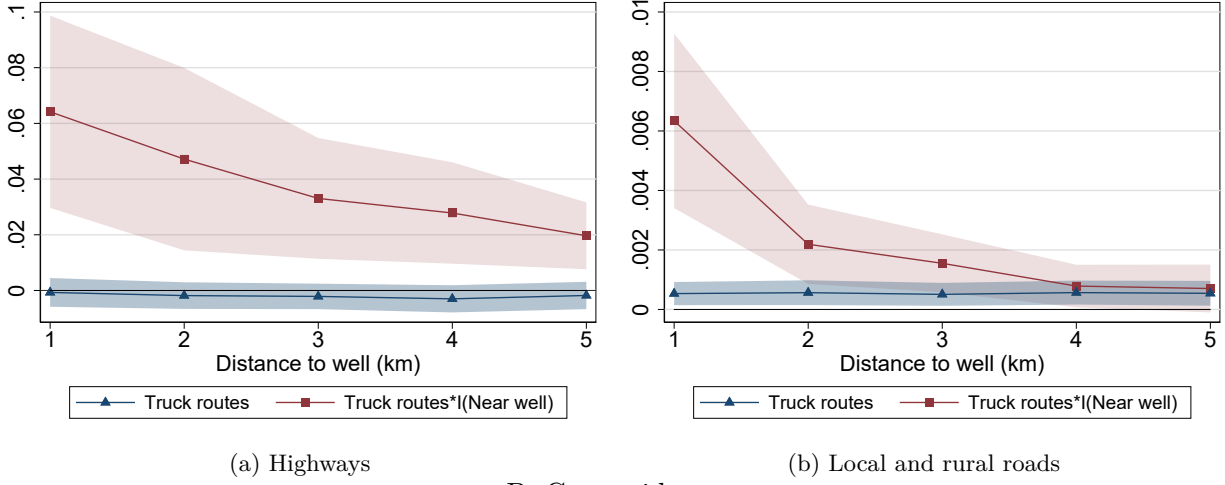 .1
.08
.06
.04
.02
0
1 2 3 4 5
Distance to well (km)
Truck routes
Truck routes*I(Near well)
(a) Highways
.01
.008
.006
.004
.002
0
1 2 3 4 5
Distance to well (km)
Truck routes
Truck routes*I(Near well)
(b) Local and rural roads